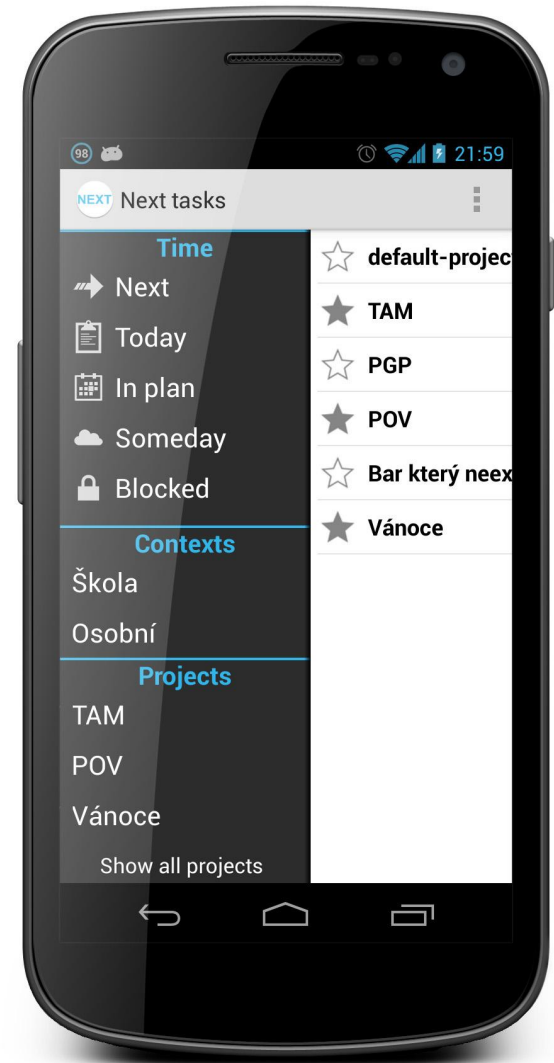 98
21:59
NEXT Next tasks
Time
Next
Today
In plan
Someday
Blocked
Contexts
Škola
Osobní
Projects
TAM
POV
Vánoce
Show all projects
default-projec
TAM
PGP
POV
Bar který neex
Vánoce